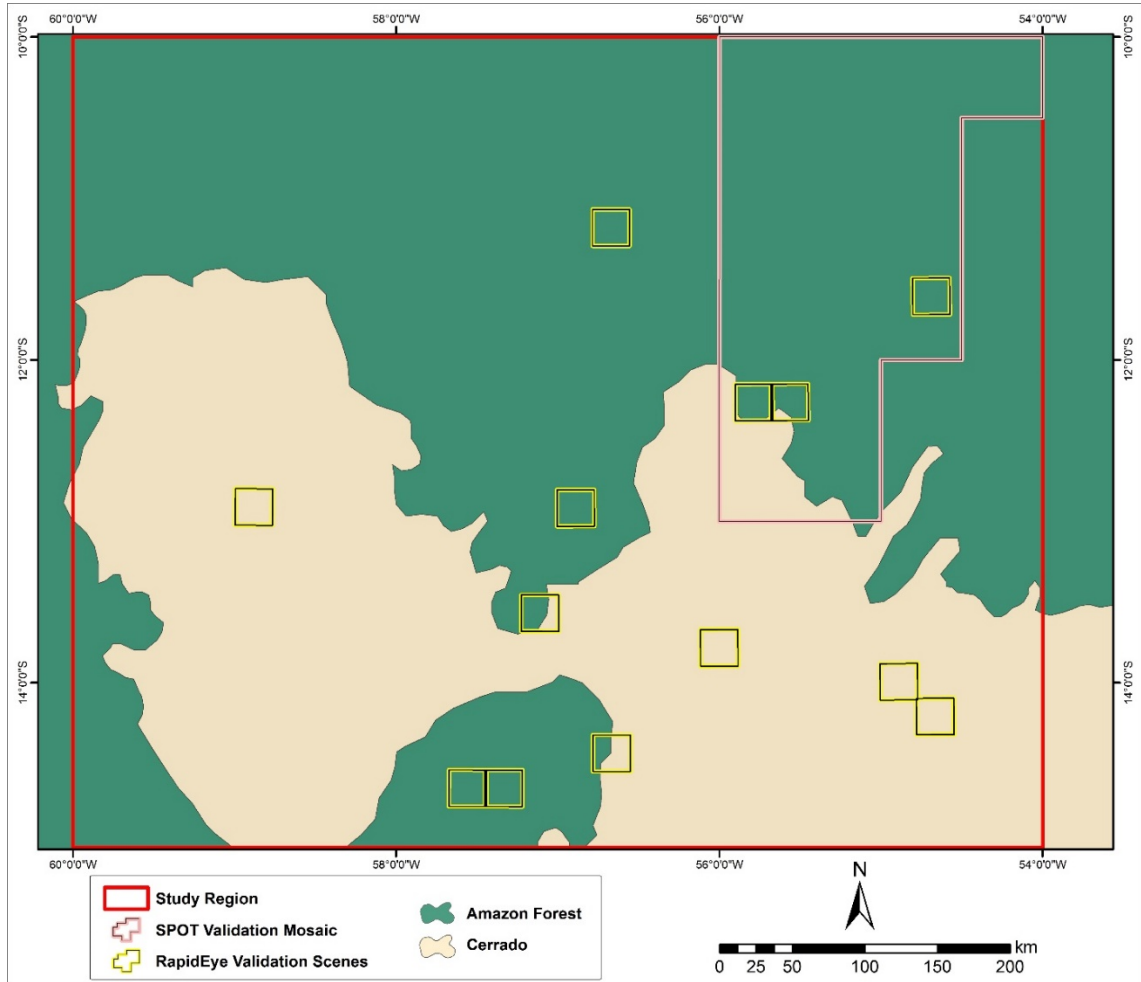 60°0'0"W 58°0'0"W 56°0'0"W 54°0'0"W
10°0'0"S 10°0'0"S
12°0'0"S 12°0'0"S
14°0'0"S 14°0'0"S
60°0'0"W 58°0'0"W 56°0'0"W 54°0'0"W
Study Region
SPOT Validation Mosaic
RapidEye Validation Scenes
Amazon Forest
Cerrado
N
km
0 25 50 100 150 200